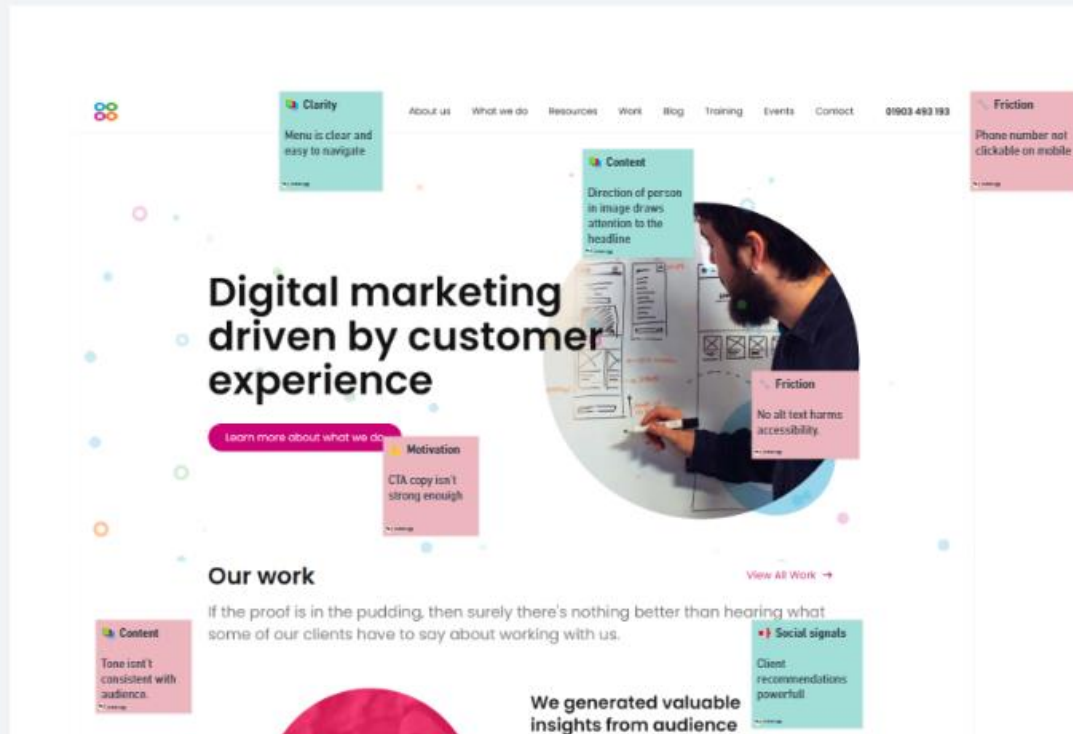 Clarity
Menu is clear and
easy to navigate
About us What we do Resources Work Blog Training Events Contact 01903 493 193
Friction
Phone number not
clickable on mobile
Content
Direction of person
in image draws
attention to the
headline
Digital marketing
driven by customer
experience
Friction
No alt text harms
accessibility.
Learn more about what we do
Motivation
CTA copy isn't
strong enouigh
Our work
View All Work →
If the proof is in the pudding, then surely there's nothing better than hearing what
some of our clients have to say about working with us.
Content
Tone isnt't
consistent with
audience.
Social signals
Client
recommendations
powerfull
We generated valuable
insights from audience